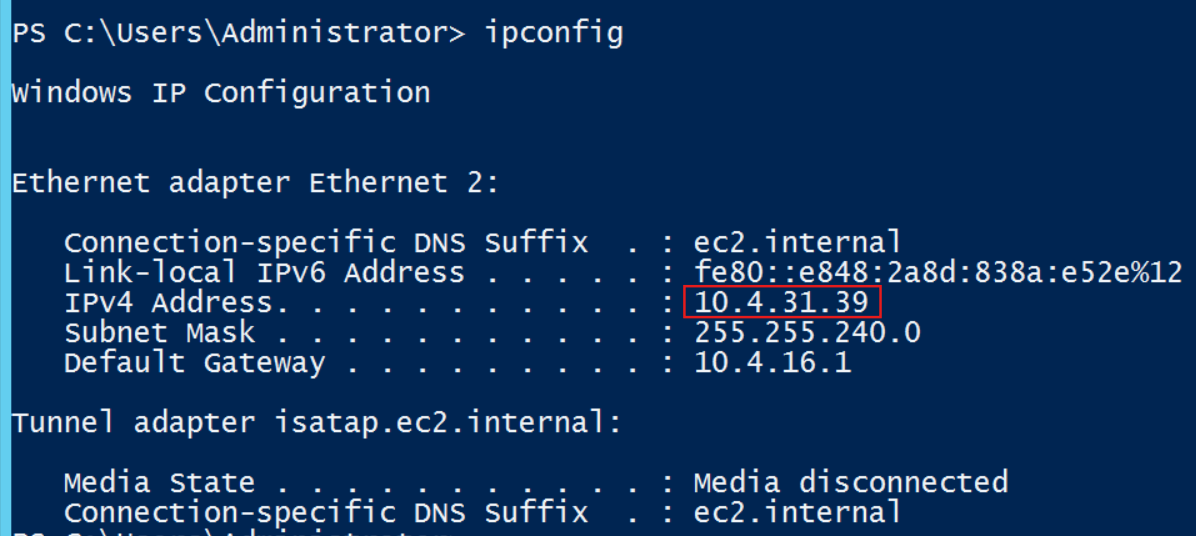 PS C:\Users\Administrator> ipconfig
Windows IP Configuration
Ethernet adapter Ethernet 2:
Connection-specific DNS Suffix  . : ec2.internal
Link-local IPv6 Address . . . . . : fe80::e848:2a8d:838a:e52e%12
IPv4 Address. . . . . . . . . . . : 10.4.31.39
Subnet Mask . . . . . . . . . . . : 255.255.240.0
Default Gateway . . . . . . . . . : 10.4.16.1
Tunnel adapter isatap.ec2.internal:
Media State . . . . . . . . . . . : Media disconnected
Connection-specific DNS Suffix  . : ec2.internal